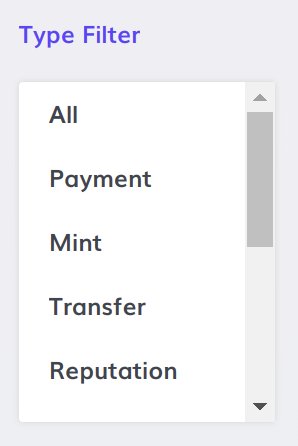 Type Filter
All
Payment
Mint
Transfer
Reputation